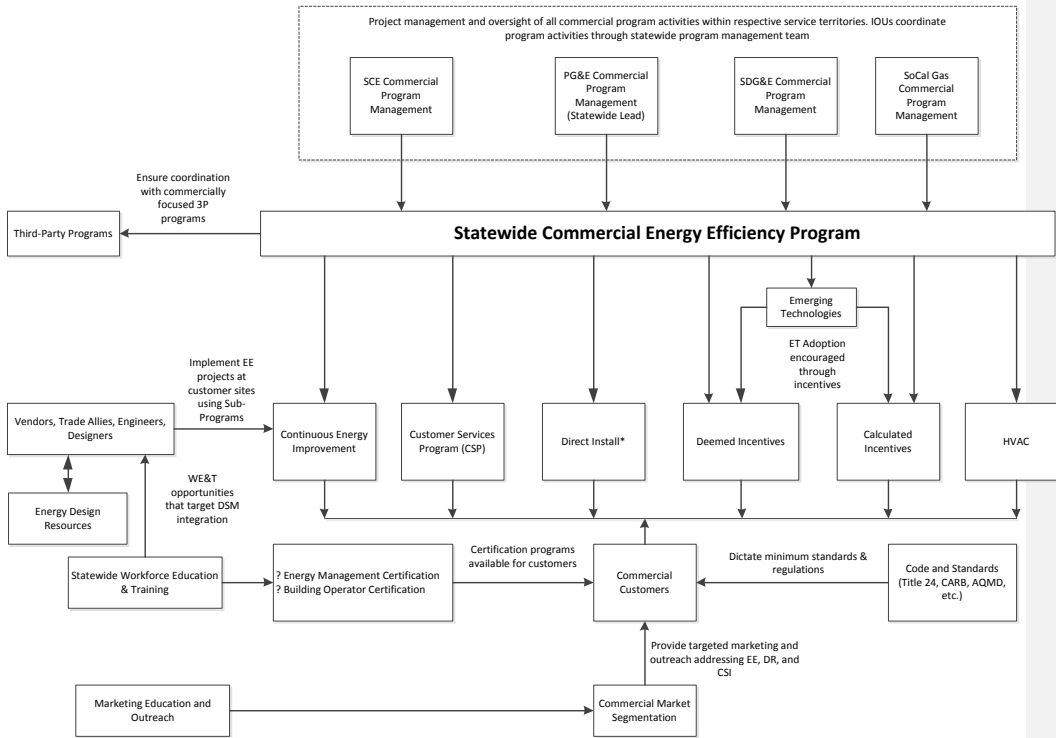 Project management and oversight of all commercial program activities within respective service territories. IOUs coordinate
program activities through statewide program management team
SCE Commercial
Program
Management
PG&E Commercial
Program
Management
(Statewide Lead)
SDG&E Commercial
Program
Management
SoCal Gas
Commercial
Program
Management
Ensure coordination
with commercially
focused 3P
programs
Third-Party Programs
Statewide Commercial Energy Efficiency Program
Emerging
Technologies
ET Adoption
encouraged
through
incentives
Implement EE
projects at
customer sites
using Sub-
Programs
Vendors, Trade Allies, Engineers,
Designers
Continuous Energy
Improvement
Customer Services
Program (CSP)
Direct Install*
Deemed Incentives
Calculated
Incentives
HVAC
WE&T
opportunities
that target DSM
integration
Energy Design
Resources
Statewide Workforce Education
& Training
? Energy Management Certification
? Building Operator Certification
Certification programs
available for customers
Commercial
Customers
Dictate minimum standards &
regulations
Code and Standards
(Title 24, CARB, AQMD,
etc.)
Provide targeted marketing and
outreach addressing EE, DR, and
CSI
Marketing Education and
Outreach
Commercial Market
Segmentation